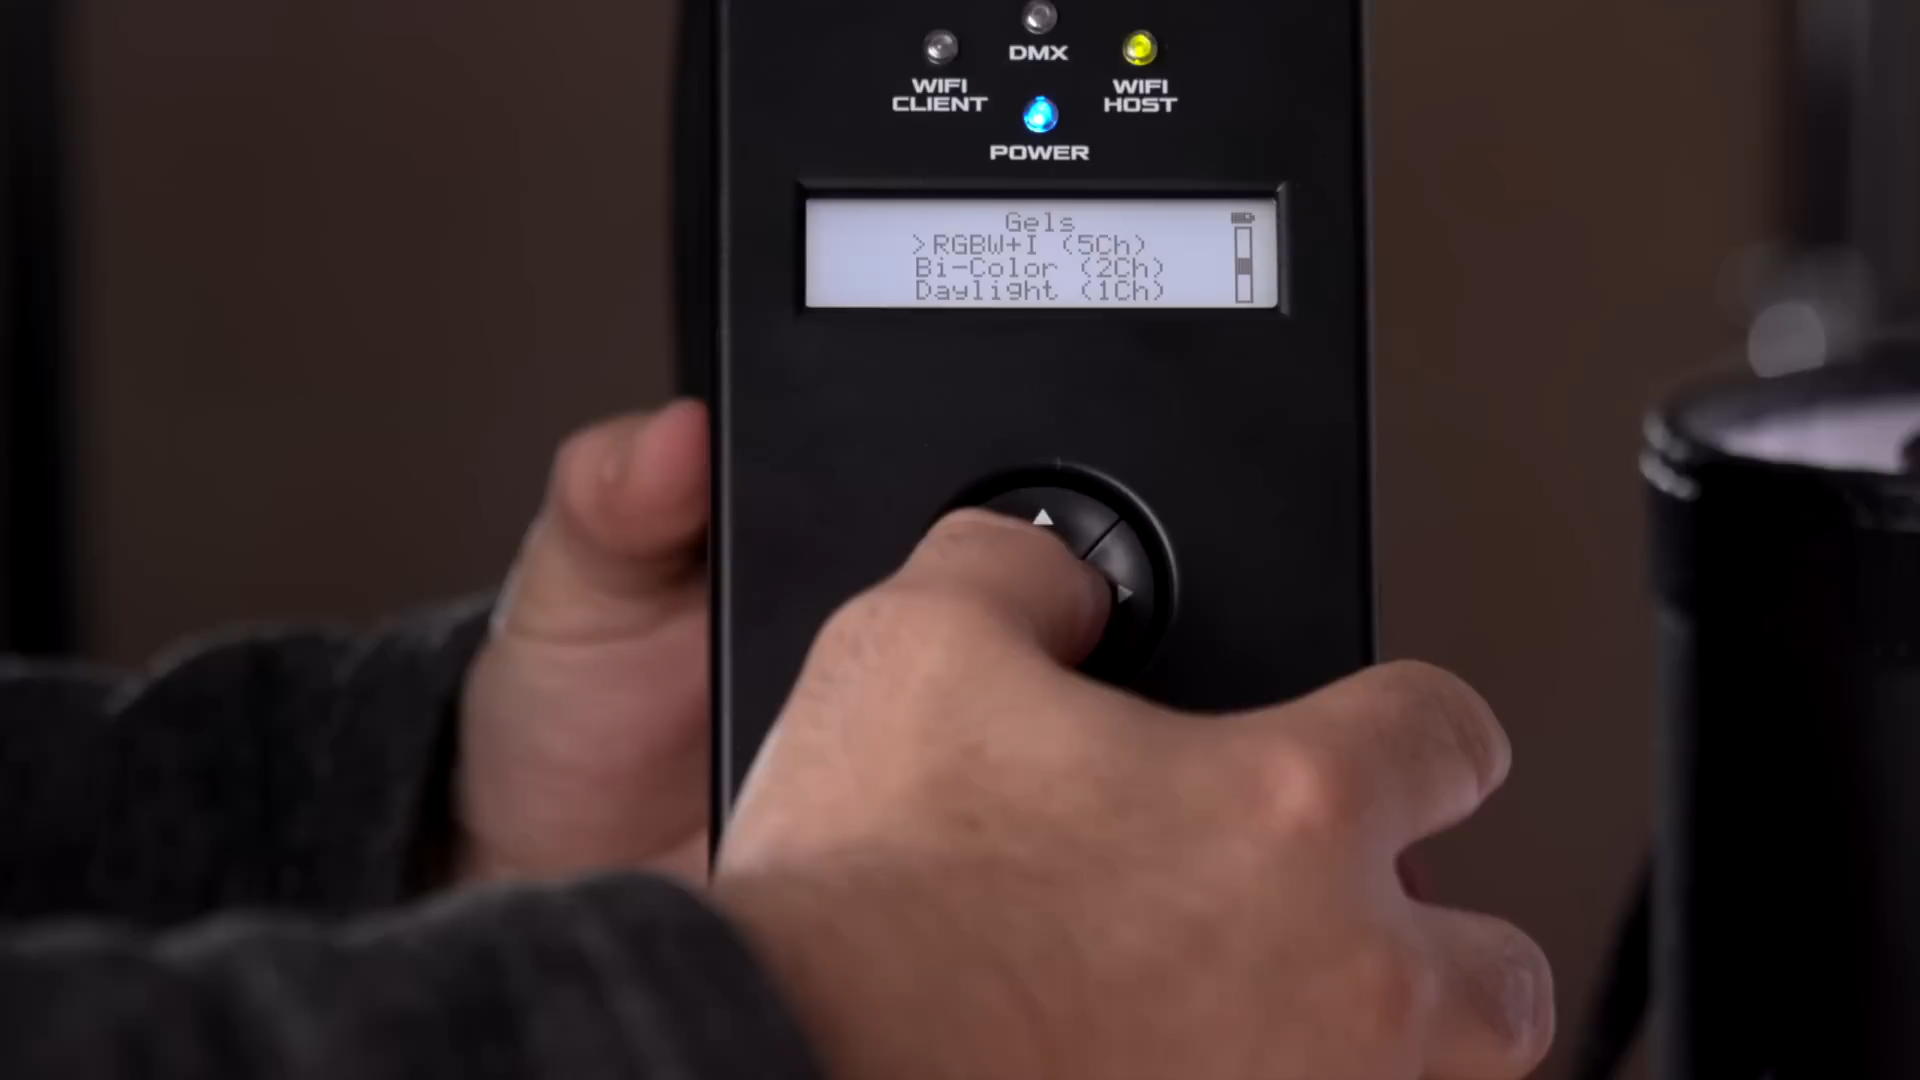 DMX
WIFI
CLIENT
WIFI
HOST
POWER
Gels
>RGBW+I (5Ch)
Bi-Color (2Ch)
Daylight (1Ch)